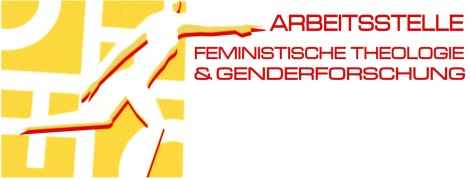 ARBEITSSTELLE
FEMINISTISCHE THEOLOGIE
& GENDERFORSCHUNG